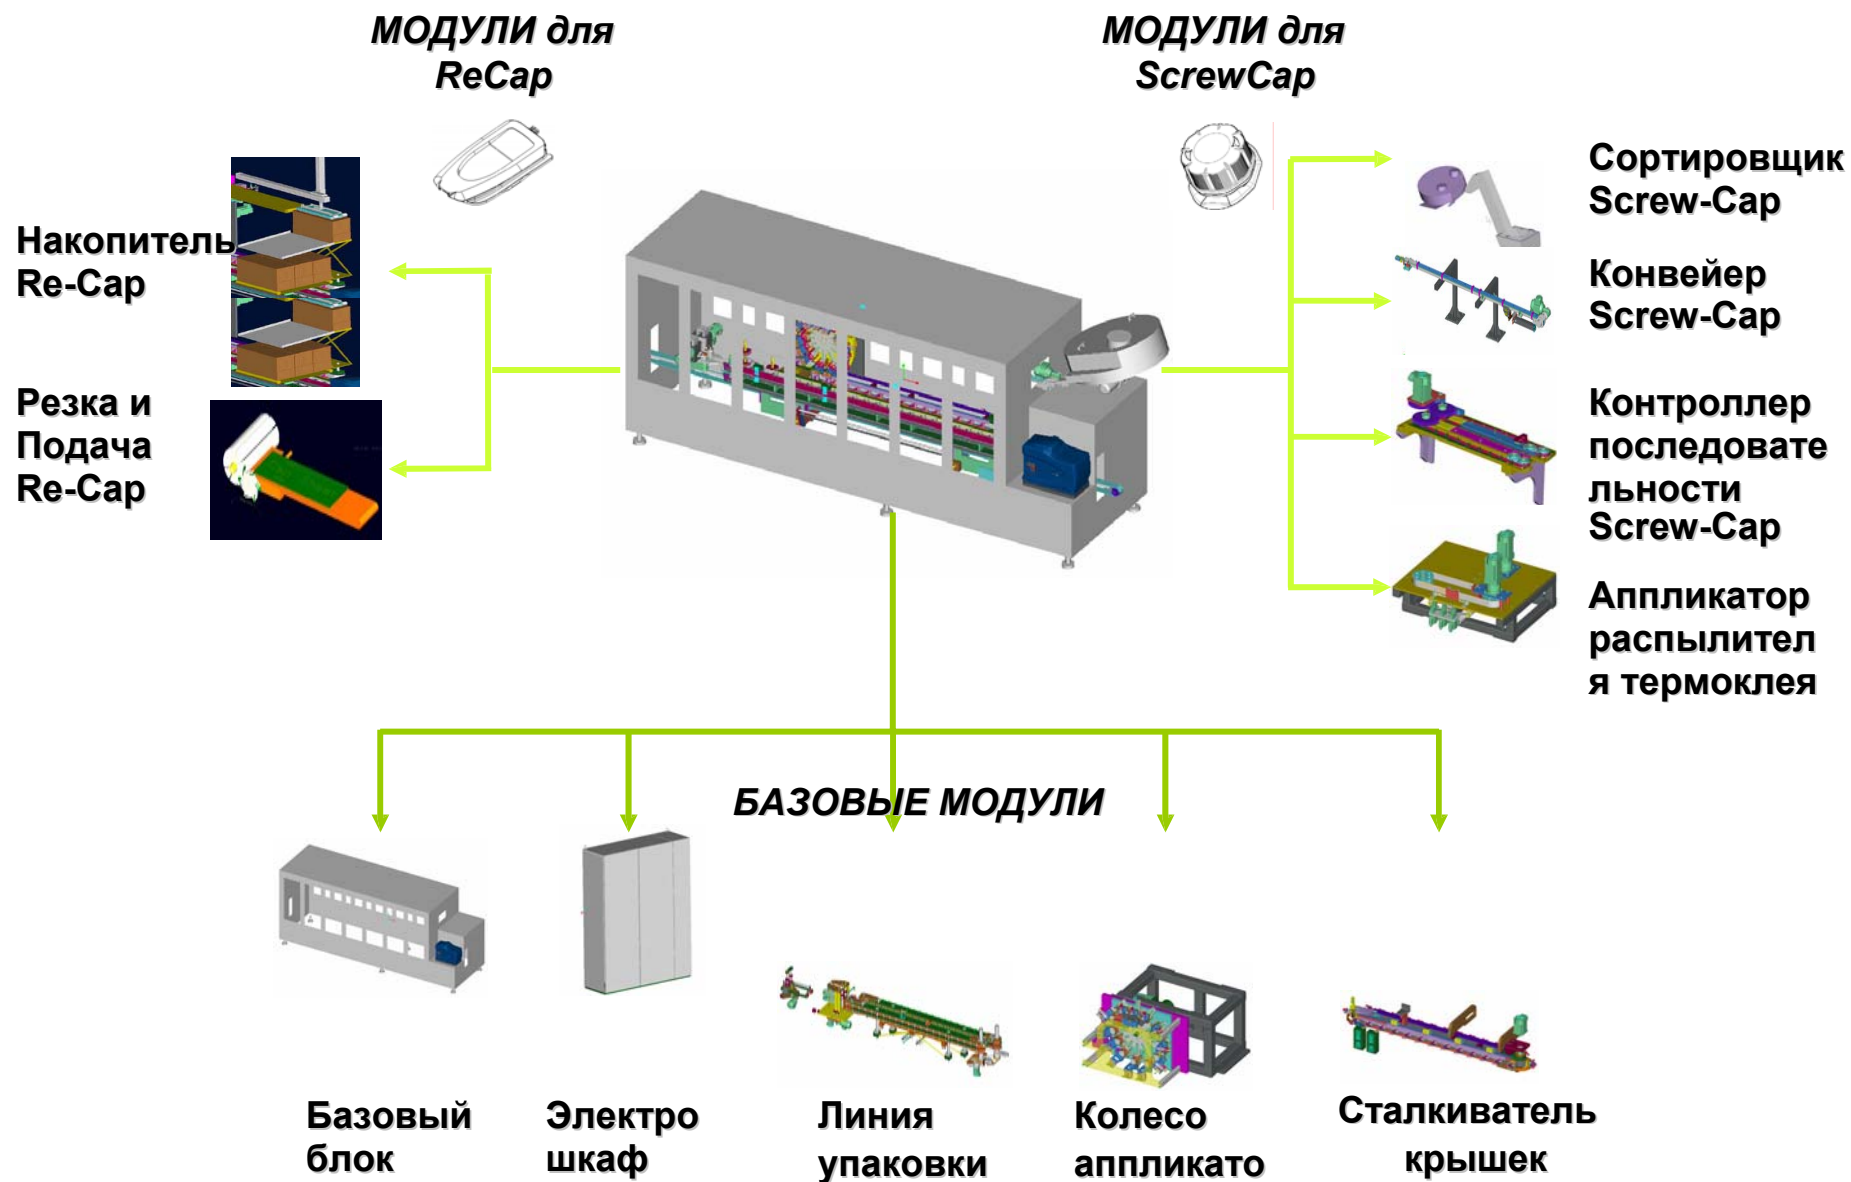 МОДУЛИ для
ReCap
МОДУЛИ для
ScrewCap
Накопитель
Re-Cap
Резка и
Подача
Re-Cap
Сортировщик
Screw-Cap
Конвейер
Screw-Cap
Контроллер
последовате
льности
Screw-Cap
Аппликатор
распылител
я термоклея
БАЗОВЫЕ МОДУЛИ
Базовый
блок
Электро
шкаф
Линия
упаковки
Колесо
аппликато
Сталкиватель
крышек